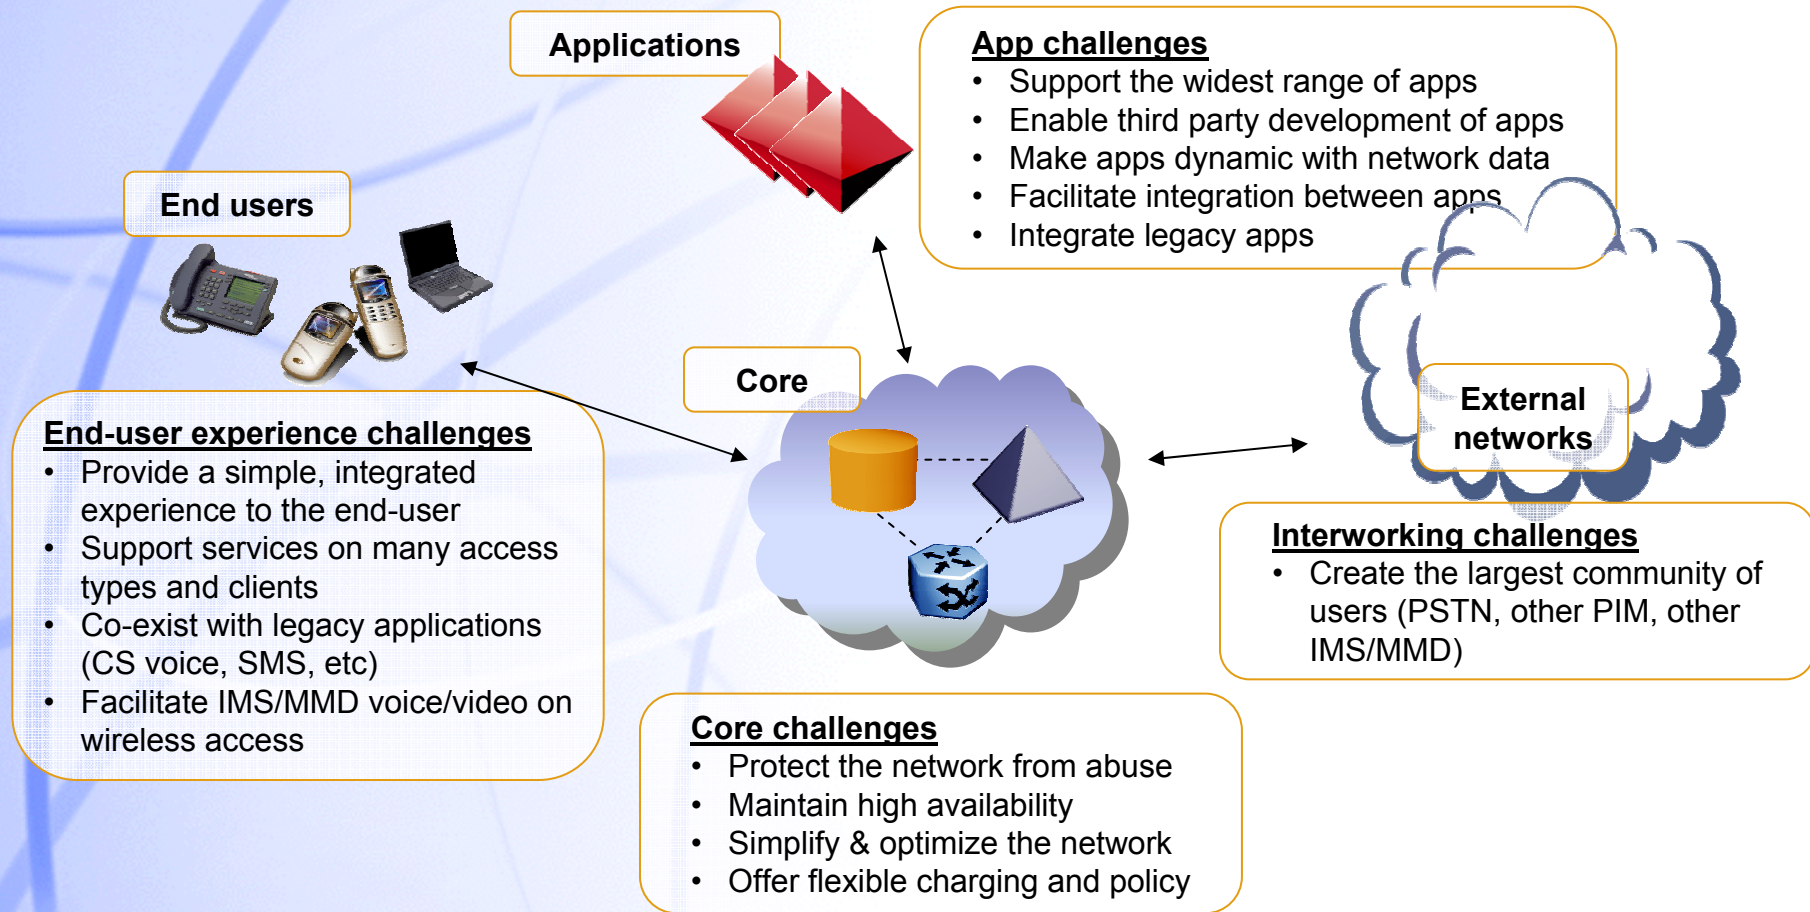 Applications
App challenges
• Support the widest range of apps
• Enable third party development of apps
• Make apps dynamic with network data
• Facilitate integration between apps
• Integrate legacy apps
End users
Core
External
networks
End-user experience challenges
• Provide a simple, integrated
experience to the end-user
• Support services on many access
types and clients
• Co-exist with legacy applications
(CS voice, SMS, etc)
• Facilitate IMS/MMD voice/video on
wireless access
Interworking challenges
• Create the largest community of
users (PSTN, other PIM, other
IMS/MMD)
Core challenges
• Protect the network from abuse
• Maintain high availability
• Simplify & optimize the network
• Offer flexible charging and policy